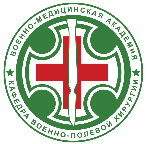 ВОЕННО-МЕДИЦИНСКАЯ АКАДЕМИЯ
КАФЕДРА ВОЕННО-ПОЛЕВОЙ ХИРУРГИИ